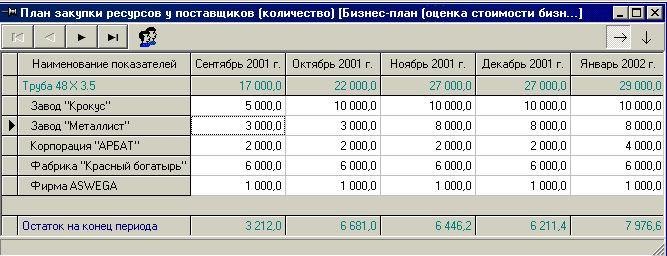 План закупки ресурсов у поставщиков (количество) [Бизнес-план (оценка стоимости бизн...]
Наименование показателей Сентябрь 2001 г. Октябрь 2001 г. Ноябрь 2001 г. Декабрь 2001 г. Январь 2002 г.
Труба 48 X 3.5 17 000,0 22 000,0 27 000,0 27 000,0 29 000,0
Завод "Крокус" 5 000,0 10 000,0 10 000,0 10 000,0 10 000,0
Завод "Металлист" 3 000,0 3 000,0 8 000,0 8 000,0 8 000,0
Корпорация "АРБАТ" 2 000,0 2 000,0 2 000,0 2 000,0 4 000,0
Фабрика "Красный богатырь" 6 000,0 6 000,0 6 000,0 6 000,0 6 000,0
Фирма ASWEGA 1 000,0 1 000,0 1 000,0 1 000,0 1 000,0
Остаток на конец периода 3 212,0 6 681,0 6 446,2 6 211,4 7 976,6